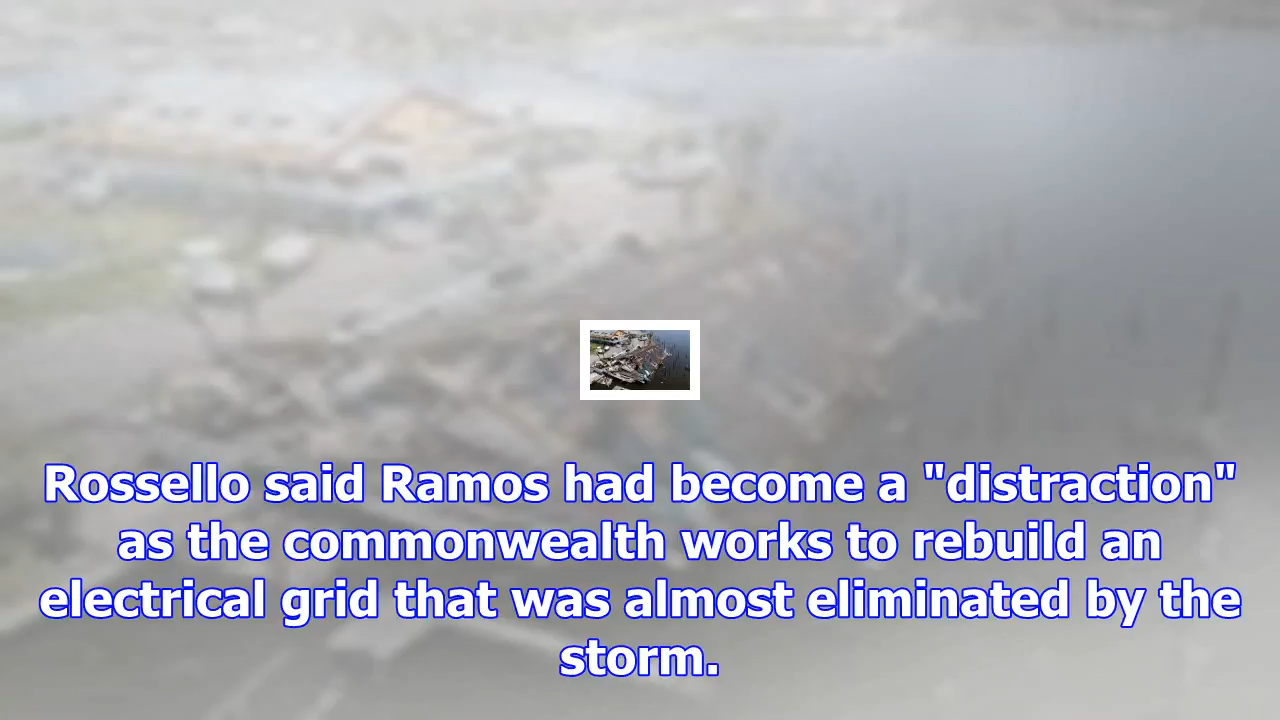 Rossello said Ramos had become a "distraction"
as the commonwealth works to rebuild an
electrical grid that was almost eliminated by the
storm.